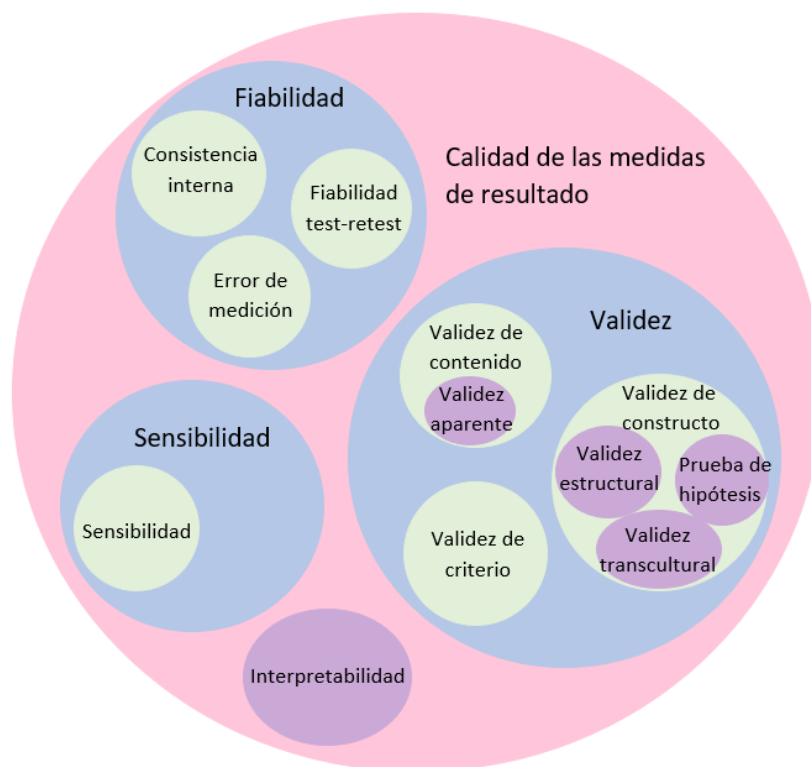 Fiabilidad
Consistencia
interna
Fiabilidad
test-retest
Error de
medición
Calidad de las medidas
de resultado
Validez
Validez de
contenido
Validez
aparente
Validez de
constructo
Validez
estructural
Prueba de
hipótesis
Validez
transcultural
Validez de
criterio
Sensibilidad
Sensibilidad
Interpretabilidad